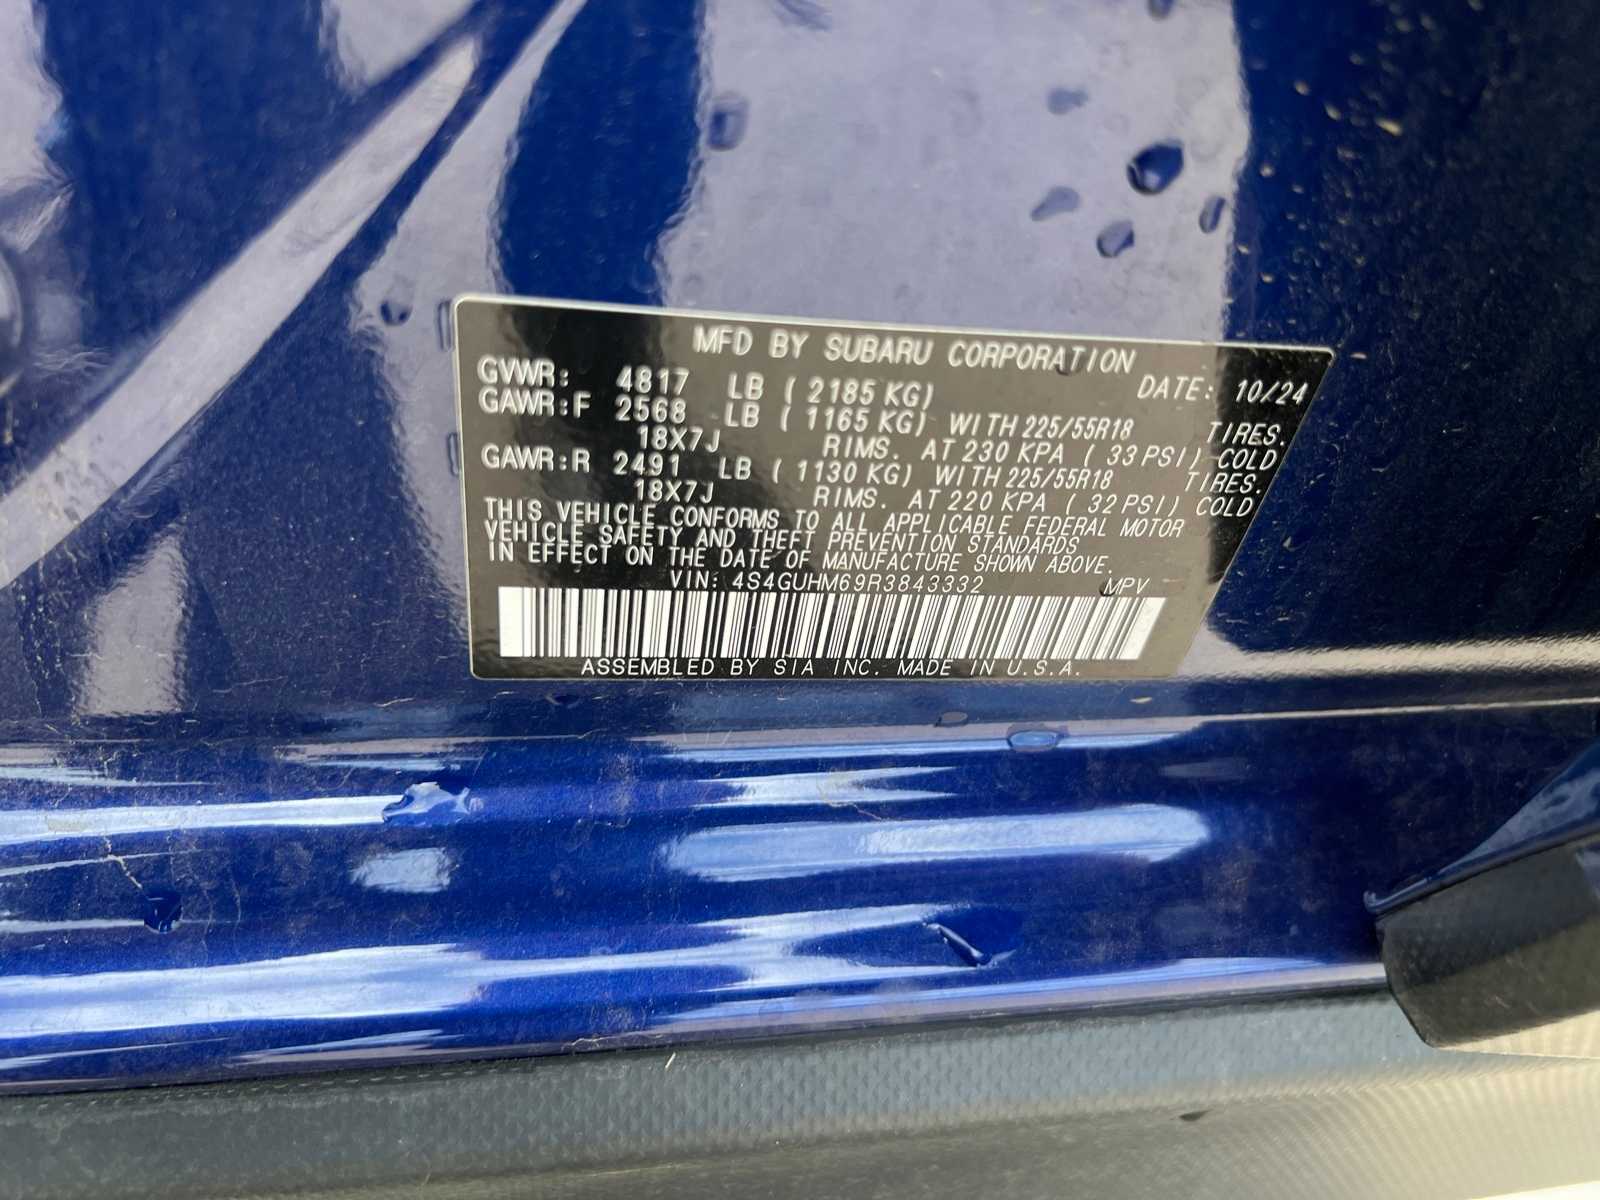 MFD BY SUBARU CORPORATION
GVWR: 4817 LB ( 2185 KG) DATE: 10/24
GAWR:F 2568 LB ( 1165 KG) WITH 225/55R18 TIRES.
18X7J RIMS. AT 230 KPA ( 33 PSI) COLD
GAWR:R 2491 LB ( 1130 KG) WITH 225/55R18 TIRES.
18X7J RIMS. AT 220 KPA ( 32 PSI) COLD
THIS VEHICLE CONFORMS TO ALL APPLICABLE FEDERAL MOTOR
VEHICLE SAFETY AND THEFT PREVENTION STANDARDS
IN EFFECT ON THE DATE OF MANUFACTURE SHOWN ABOVE.
VIN: 4S4GUHM69R3843332 MPV
ASSEMBLED BY SIA INC. MADE IN U.S.A.